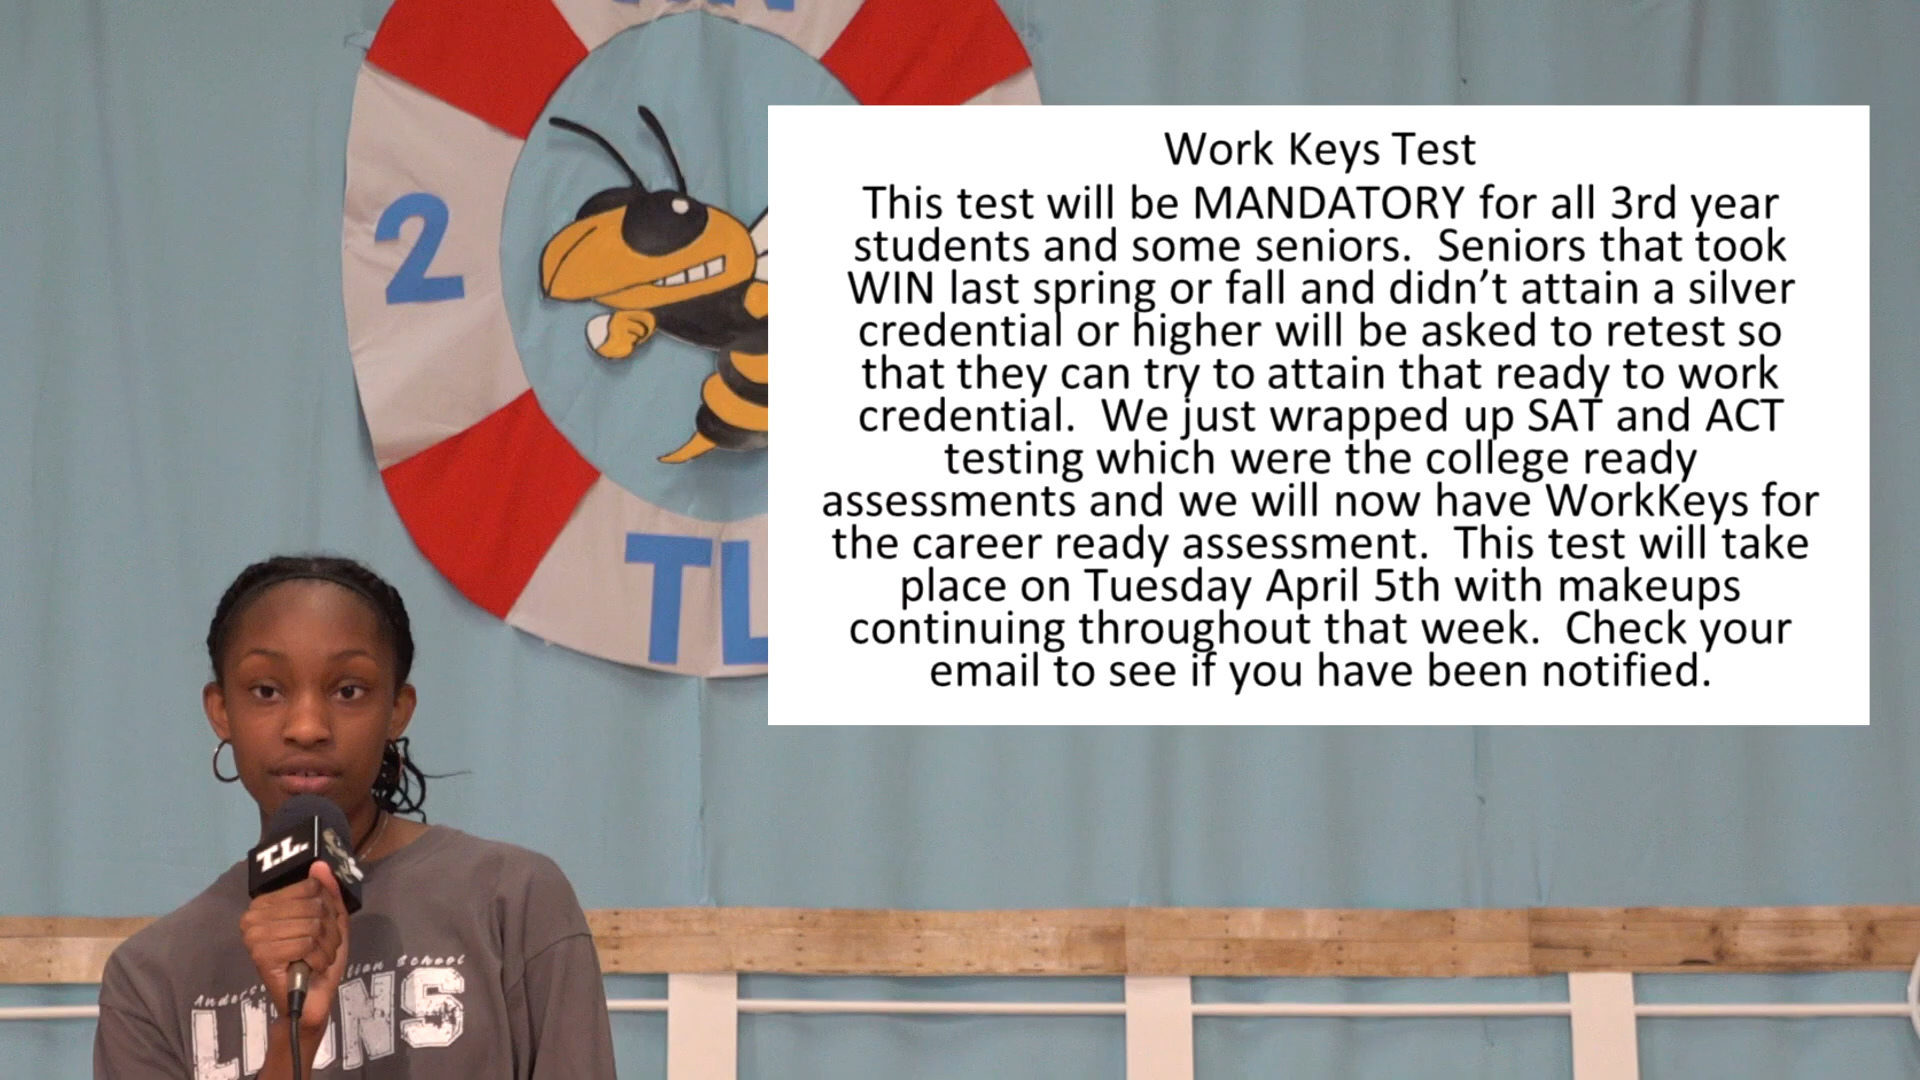 Work Keys Test
This test will be MANDATORY for all 3rd year
students and some seniors.  Seniors that took
WIN last spring or fall and didn’t attain a silver
credential or higher will be asked to retest so
that they can try to attain that ready to work
credential.  We just wrapped up SAT and ACT
testing which were the college ready
assessments and we will now have WorkKeys for
the career ready assessment.  This test will take
place on Tuesday April 5th with makeups
continuing throughout that week.  Check your
email to see if you have been notified.
2
TL
T.L.
School
LIONS